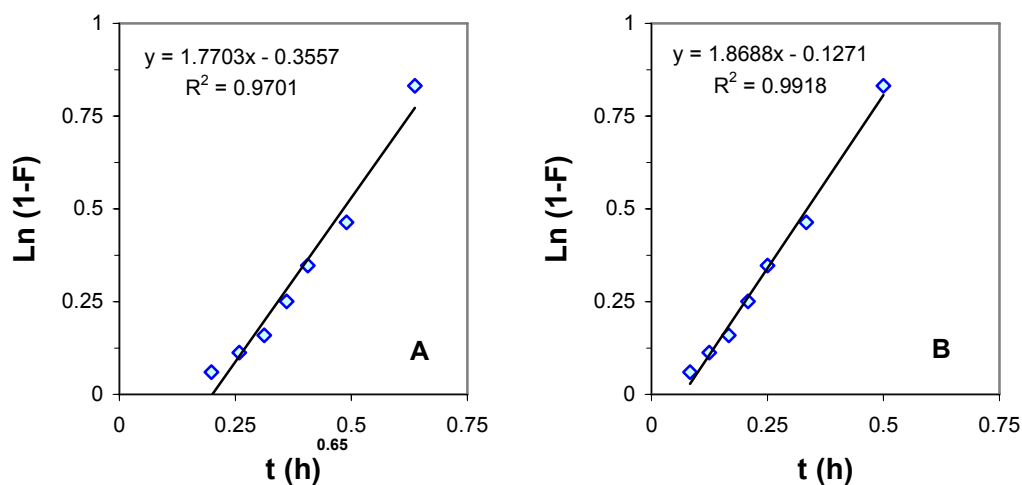 y = 1.7703x - 0.3557
R² = 0.9701
Ln (1-F)
1
0.75
0.5
0.25
0
0
0.25
0.5
0.75
A
t (h)^0.65
y = 1.8688x - 0.1271
R² = 0.9918
Ln (1-F)
1
0.75
0.5
0.25
0
0
0.25
0.5
0.75
B
t (h)